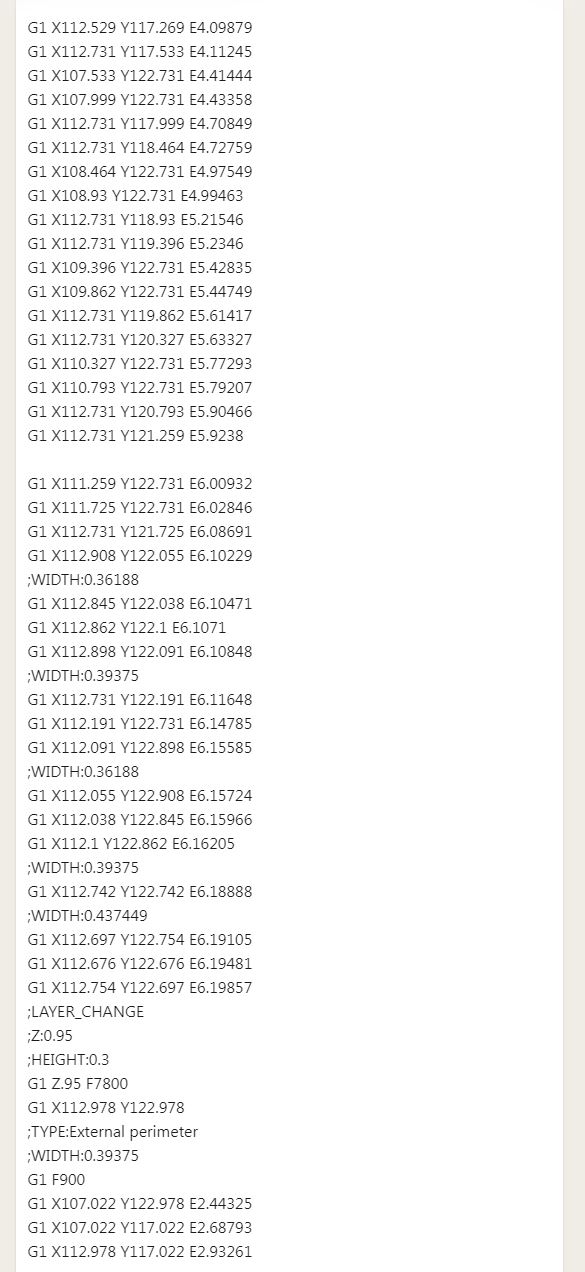 G1 X112.529 Y117.269 E4.09879
G1 X112.731 Y117.533 E4.11245
G1 X107.533 Y122.731 E4.41444
G1 X107.999 Y122.731 E4.43358
G1 X112.731 Y117.999 E4.70849
G1 X112.731 Y118.464 E4.72759
G1 X108.464 Y122.731 E4.97549
G1 X108.93 Y122.731 E4.99463
G1 X112.731 Y118.93 E5.21546
G1 X112.731 Y119.396 E5.2346
G1 X109.396 Y122.731 E5.42835
G1 X109.862 Y122.731 E5.44749
G1 X112.731 Y119.862 E5.61417
G1 X112.731 Y120.327 E5.63327
G1 X110.327 Y122.731 E5.77293
G1 X110.793 Y122.731 E5.79207
G1 X112.731 Y120.793 E5.90466
G1 X112.731 Y121.259 E5.9238
G1 X111.259 Y122.731 E6.00932
G1 X111.725 Y122.731 E6.02846
G1 X112.731 Y121.725 E6.08691
G1 X112.908 Y122.055 E6.10229
;WIDTH:0.36188
G1 X112.845 Y122.038 E6.10471
G1 X112.862 Y122.1 E6.1071
G1 X112.898 Y122.091 E6.10848
;WIDTH:0.39375
G1 X112.731 Y122.191 E6.11648
G1 X112.191 Y122.731 E6.14785
G1 X112.091 Y122.898 E6.15585
;WIDTH:0.36188
G1 X112.055 Y122.908 E6.15724
G1 X112.038 Y122.845 E6.15966
G1 X112.1 Y122.862 E6.16205
;WIDTH:0.39375
G1 X112.742 Y122.742 E6.18888
;WIDTH:0.437449
G1 X112.697 Y122.754 E6.19105
G1 X112.676 Y122.676 E6.19481
G1 X112.754 Y122.697 E6.19857
;LAYER_CHANGE
;Z:0.95
;HEIGHT:0.3
G1 Z.95 F7800
G1 X112.978 Y122.978
;TYPE:External perimeter
;WIDTH:0.39375
G1 F900
G1 X107.022 Y122.978 E2.44325
G1 X107.022 Y117.022 E2.68793
G1 X112.978 Y117.022 E2.93261